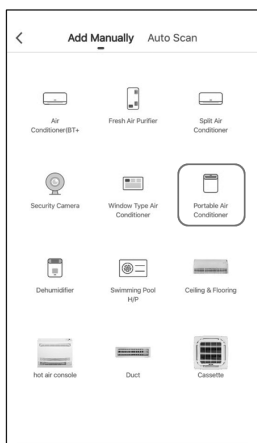 Add Manually Auto Scan
Air Fresh Air Purifier Split Air
Conditioner(BT+ Conditioner
Security Camera Window Type Air Portable Air
Conditioner Conditioner
Dehumidifier Swimming Pool Ceiling & Flooring
H/P
hot air console Duct Cassette